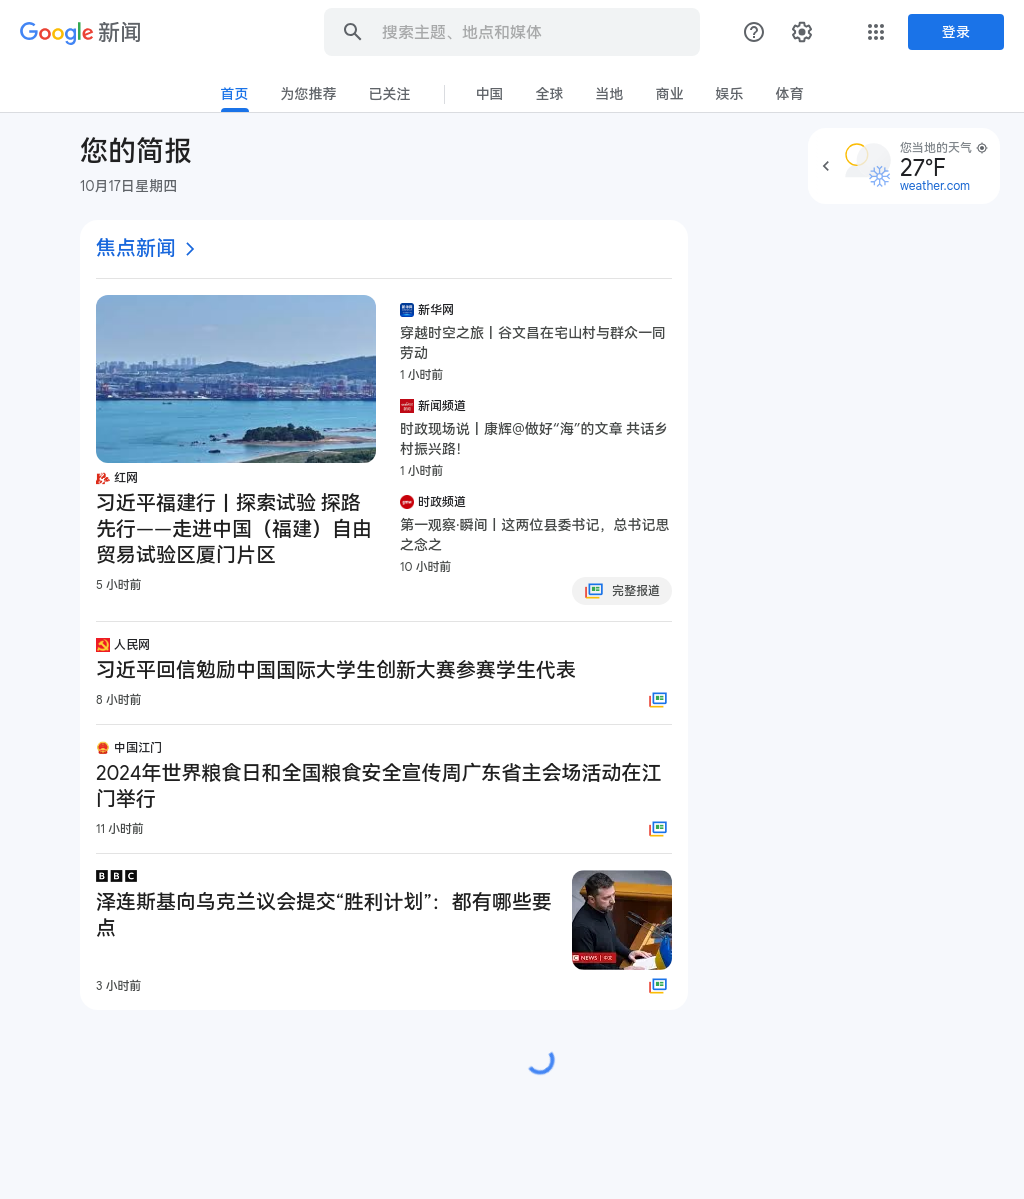 Google 新闻
搜索主题、地点和媒体
登录
首页
为您推荐
已关注
中国
全球
当地
商业
娱乐
体育
您的简报
10月17日星期四
您当地的天气
27°F
weather.com
焦点新闻
红网
习近平福建行丨探索试验 探路
先行——走进中国（福建）自由
贸易试验区厦门片区
5 小时前
新华网
穿越时空之旅丨谷文昌在宅山村与群众一同
劳动
1 小时前
新闻频道
时政现场说丨康辉@做好“海”的文章 共话乡
村振兴路！
1 小时前
时政频道
第一观察·瞬间丨这两位县委书记，总书记思
之念之
10 小时前
完整报道
人民网
习近平回信勉励中国国际大学生创新大赛参赛学生代表
8 小时前
中国江门
2024年世界粮食日和全国粮食安全宣传周广东省主会场活动在江
门举行
11 小时前
BBC
泽连斯基向乌克兰议会提交“胜利计划”：都有哪些要
点
NEWS 中文
3 小时前